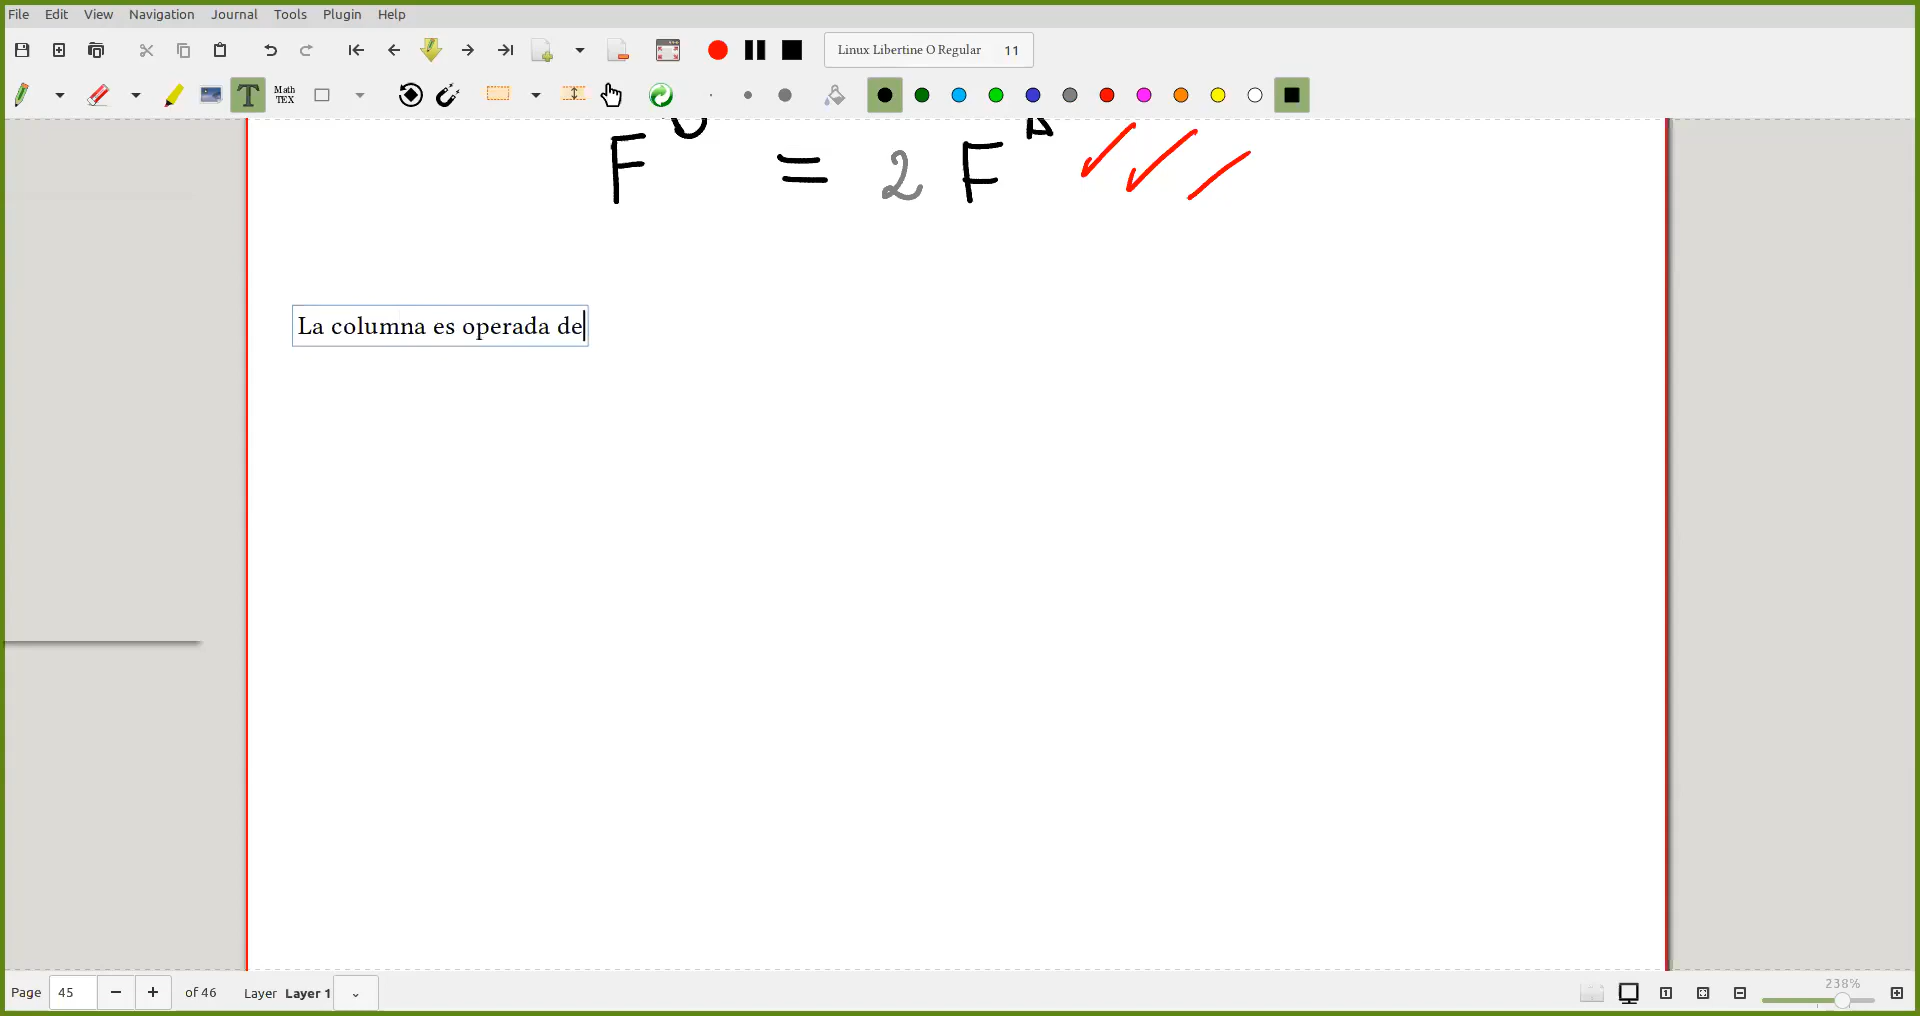 File Edit View Navigation Journal Tools Plugin Help
Linux Libertine O Regular 11
T Math TEX
F = 2 F
La columna es operada de
Page 45 of 46 Layer Layer 1 238%